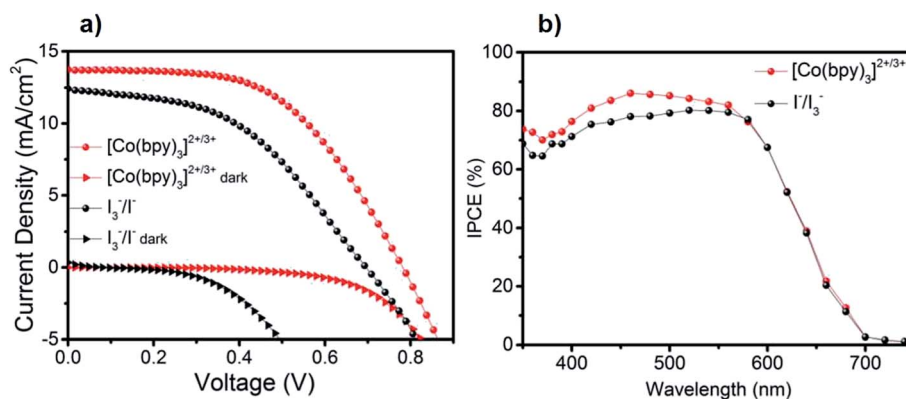 a)
Current Density (mA/cm²)
15
10
5
0
-5
[Co(bpy)₃]²⁺/³⁺
[Co(bpy)₃]²⁺/³⁺ dark
I₃⁻/I⁻
I₃⁻/I⁻ dark
0.0 0.2 0.4 0.6 0.8
Voltage (V)
b)
IPCE (%)
100
80
60
40
20
0
[Co(bpy)₃]²⁺/³⁺
I⁻/I₃⁻
400 500 600 700
Wavelength (nm)